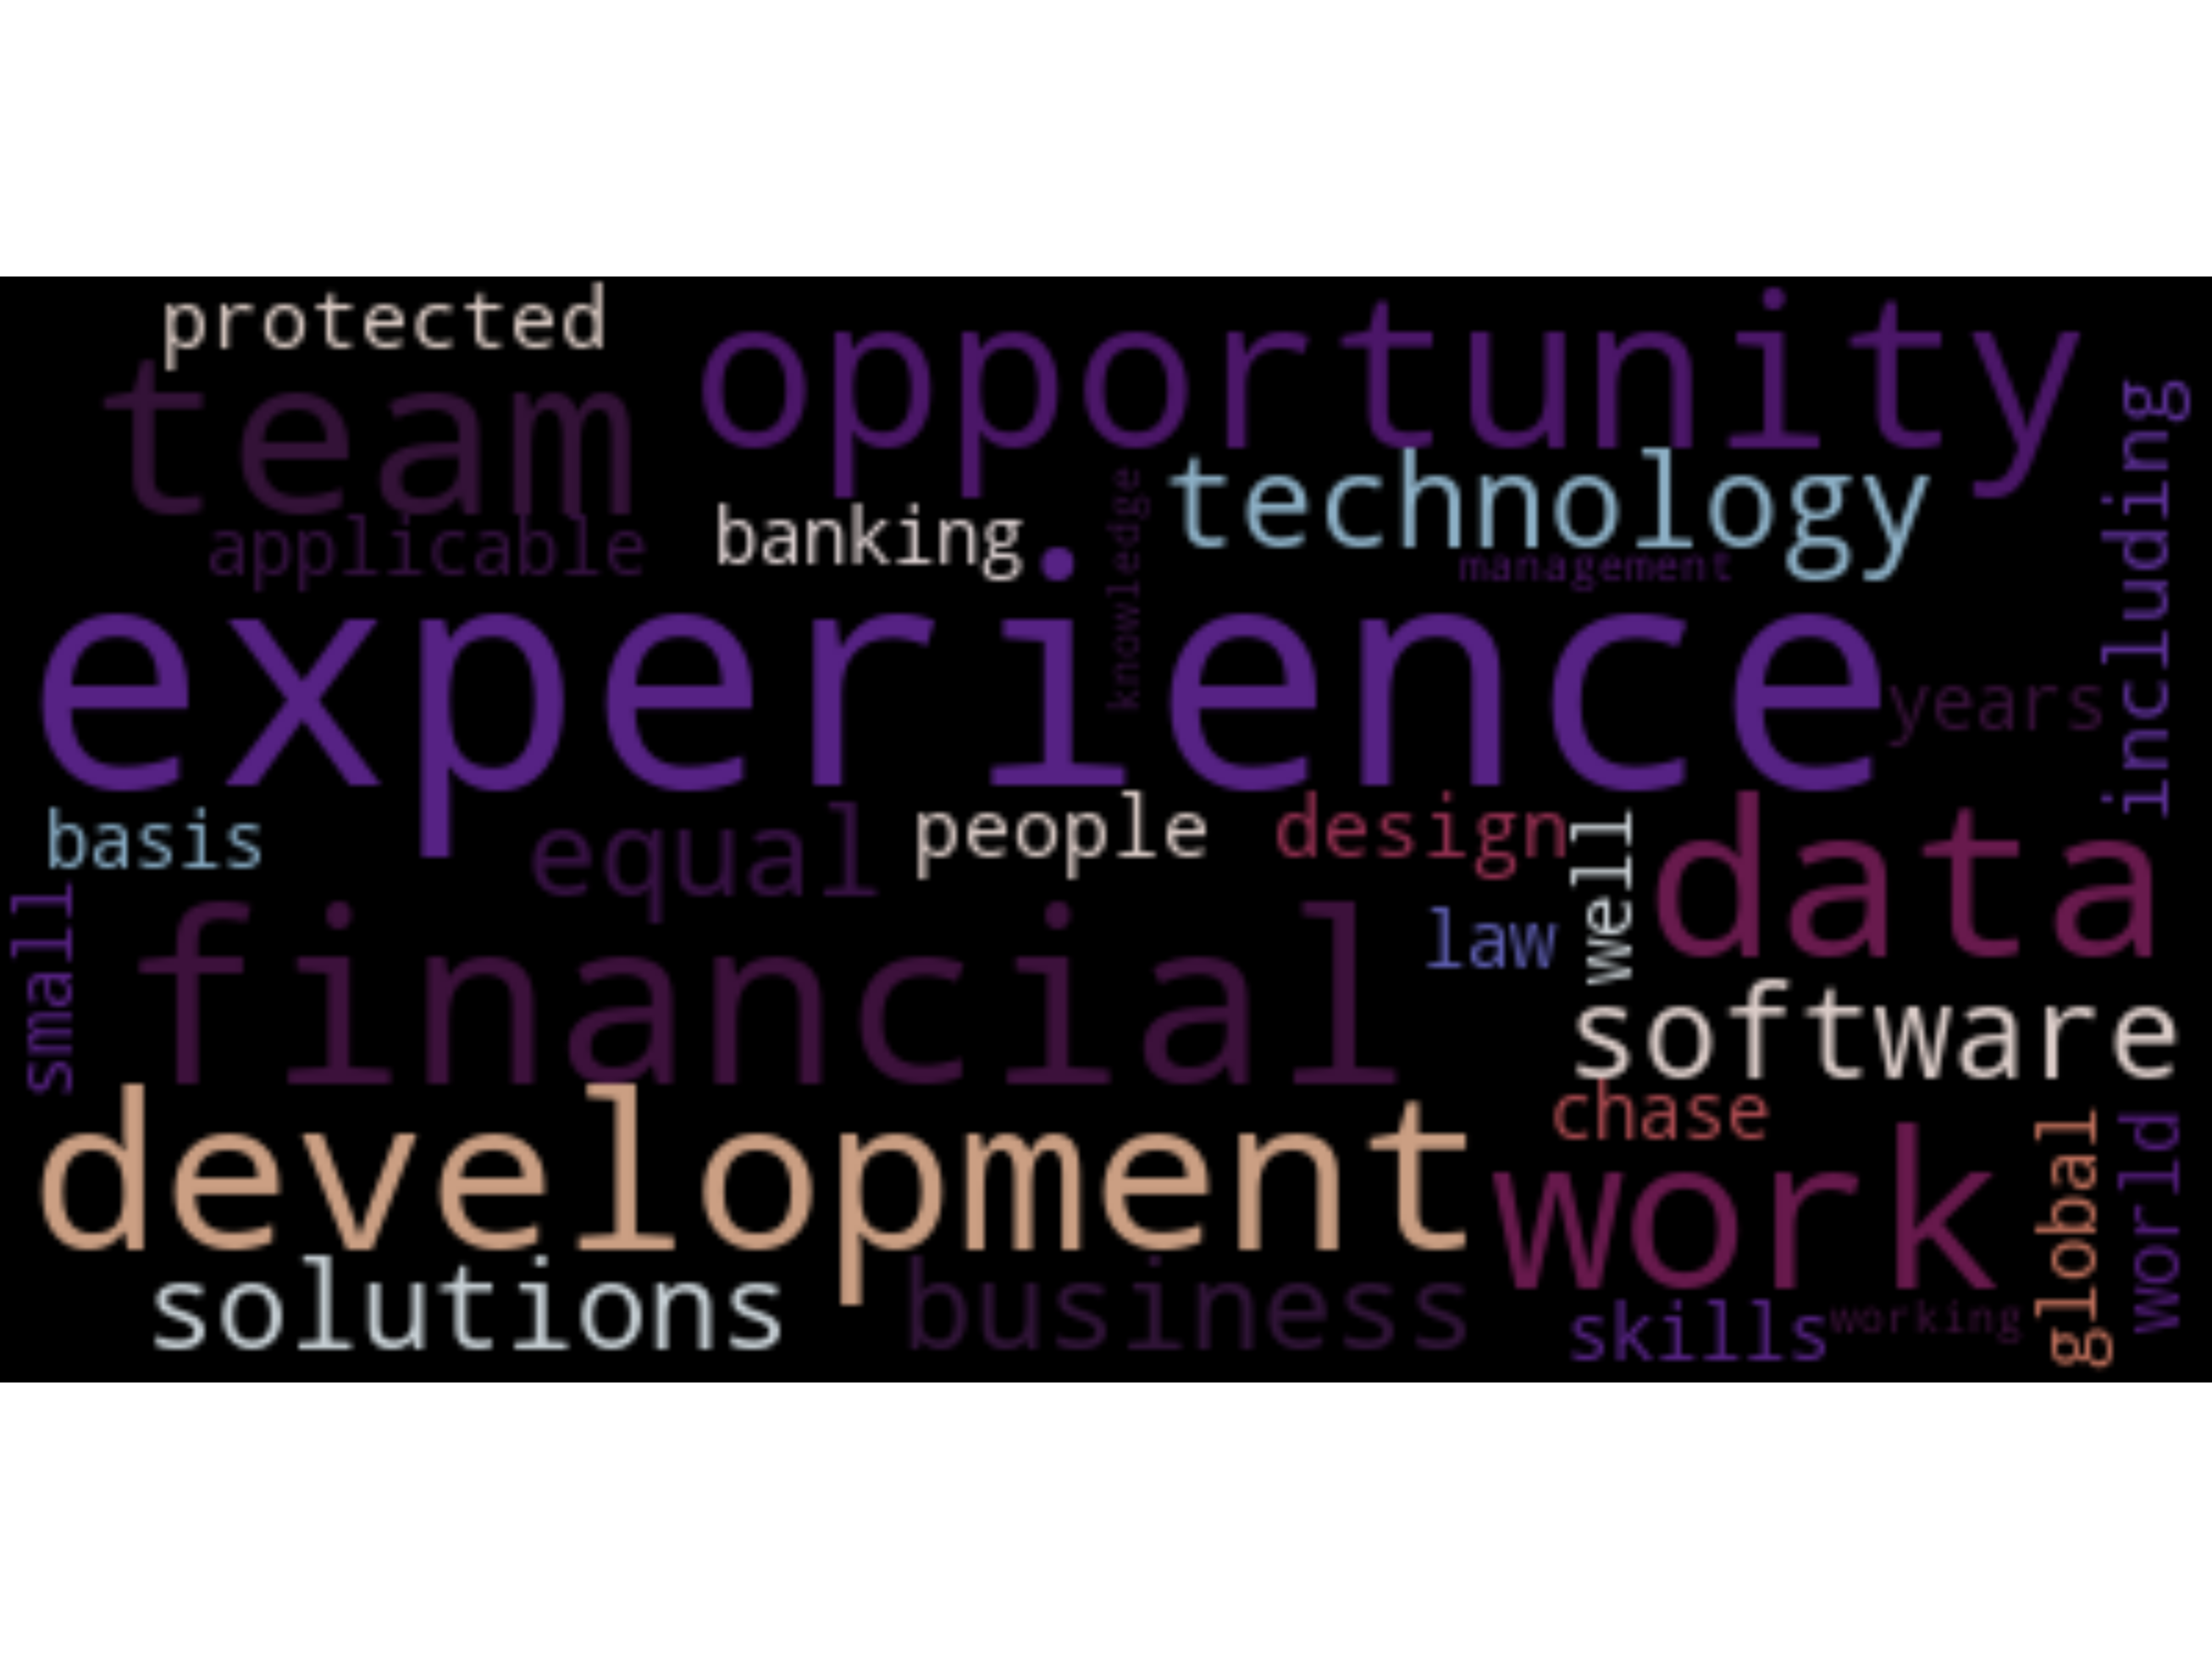 protected
opportunity
team
including
technology
banking
knowledge
applicable
management
experience
years
basis
equal
people
design
well
data
small
financial
law
software
chase
development
work
global
world
solutions
business
skills
working